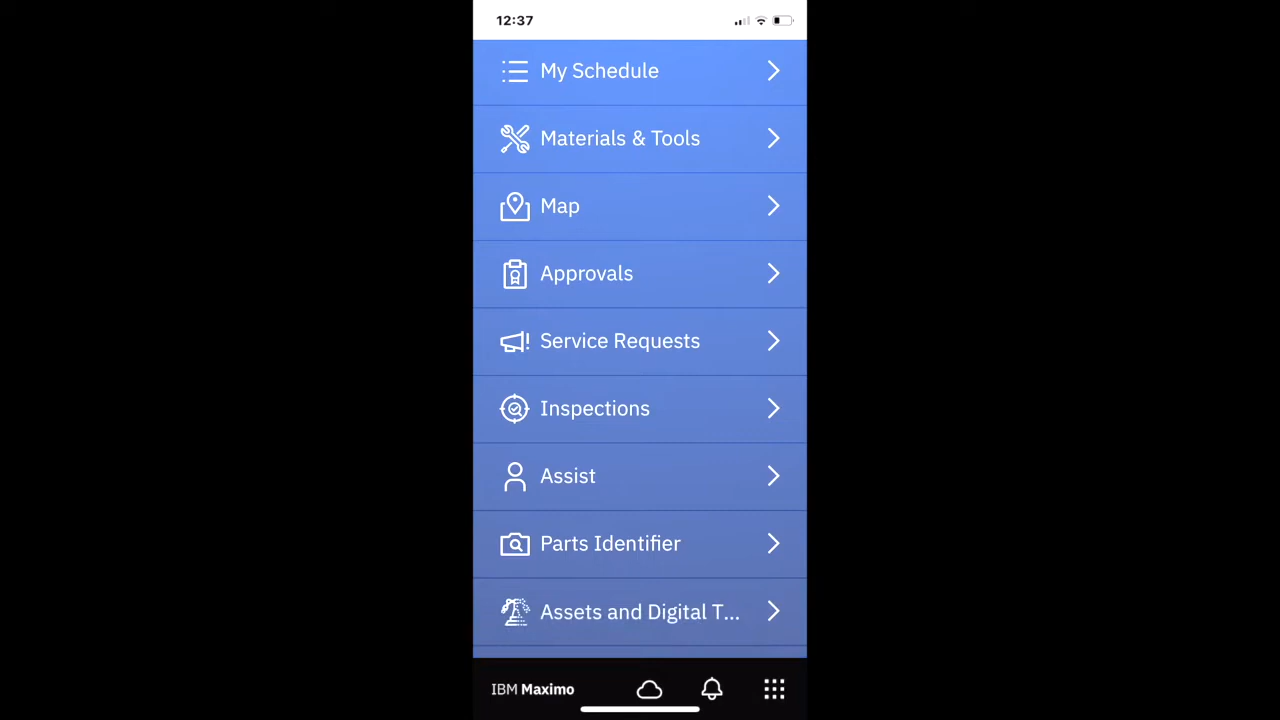 12:37
My Schedule
Materials & Tools
Map
Approvals
Service Requests
Inspections
Assist
Parts Identifier
Assets and Digital T...
IBM Maximo